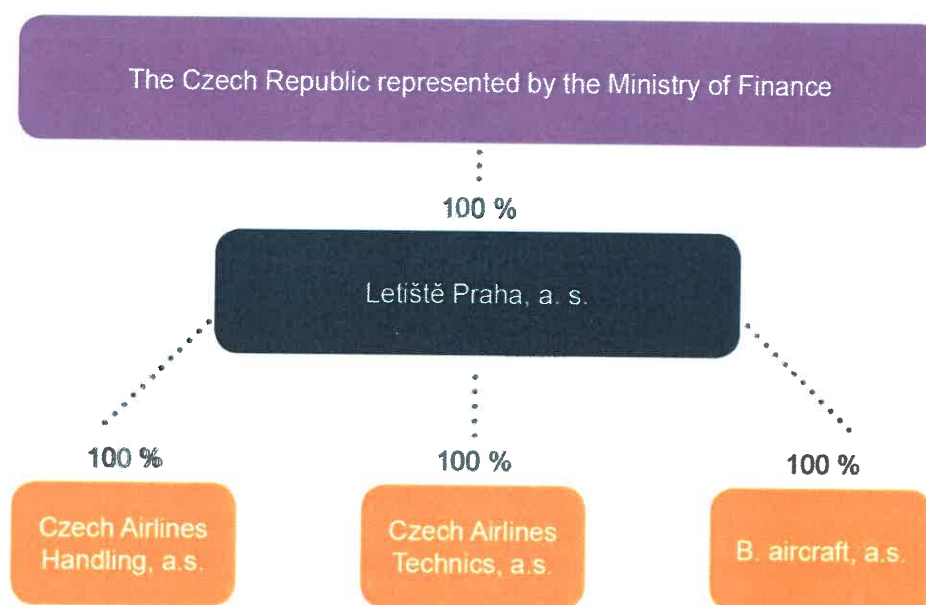 The Czech Republic represented by the Ministry of Finance
100 %
Letiště Praha, a. s.
100 %
100 %
100 %
Czech Airlines
Handling, a.s.
Czech Airlines
Technics, a.s.
B. aircraft, a.s.